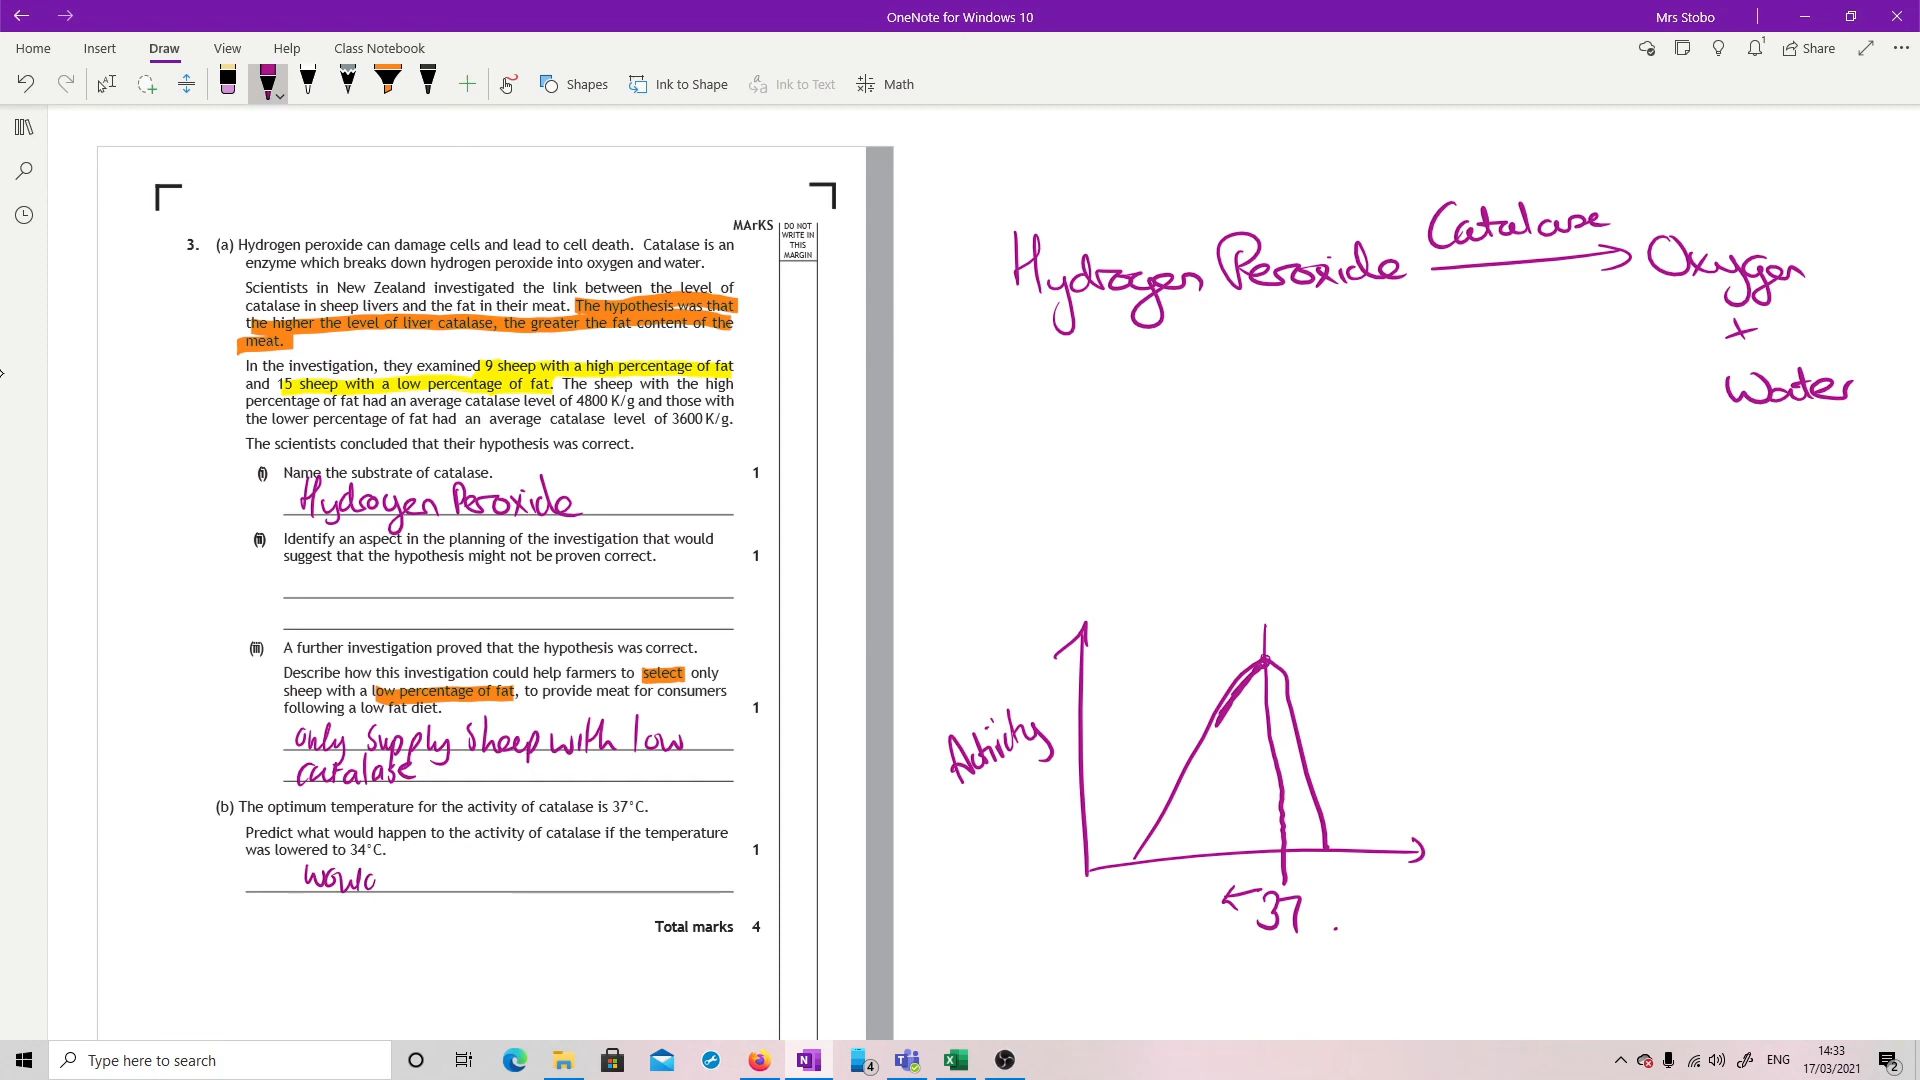 OneNote for Windows 10
Mrs Stobo
Home Insert Draw View Help Class Notebook
Share
Shapes Ink to Shape Ink to Text Math
MArKS
DO NOT
WRITE IN
THIS
MARGIN
3. (a) Hydrogen peroxide can damage cells and lead to cell death. Catalase is an
enzyme which breaks down hydrogen peroxide into oxygen and water.
Scientists in New Zealand investigated the link between the level of
catalase in sheep livers and the fat in their meat. The hypothesis was that
the higher the level of liver catalase, the greater the fat content of the
meat.
In the investigation, they examined 9 sheep with a high percentage of fat
and 15 sheep with a low percentage of fat. The sheep with the high
percentage of fat had an average catalase level of 4800 K/g and those with
the lower percentage of fat had an average catalase level of 3600 K/g.
The scientists concluded that their hypothesis was correct.
(i) Name the substrate of catalase. 1
Hydrogen Peroxide
(ii) Identify an aspect in the planning of the investigation that would
suggest that the hypothesis might not be proven correct. 1
(iii) A further investigation proved that the hypothesis was correct.
Describe how this investigation could help farmers to select only
sheep with a low percentage of fat, to provide meat for consumers
following a low fat diet. 1
only supply sheep with low
catalase
(b) The optimum temperature for the activity of catalase is 37°C.
Predict what would happen to the activity of catalase if the temperature
was lowered to 34°C. 1
Would
Total marks 4
Hydrogen Peroxide Catalase Oxygen
+
Water
Activity
37
Type here to search
4
ENG
14:33
17/03/2021
2